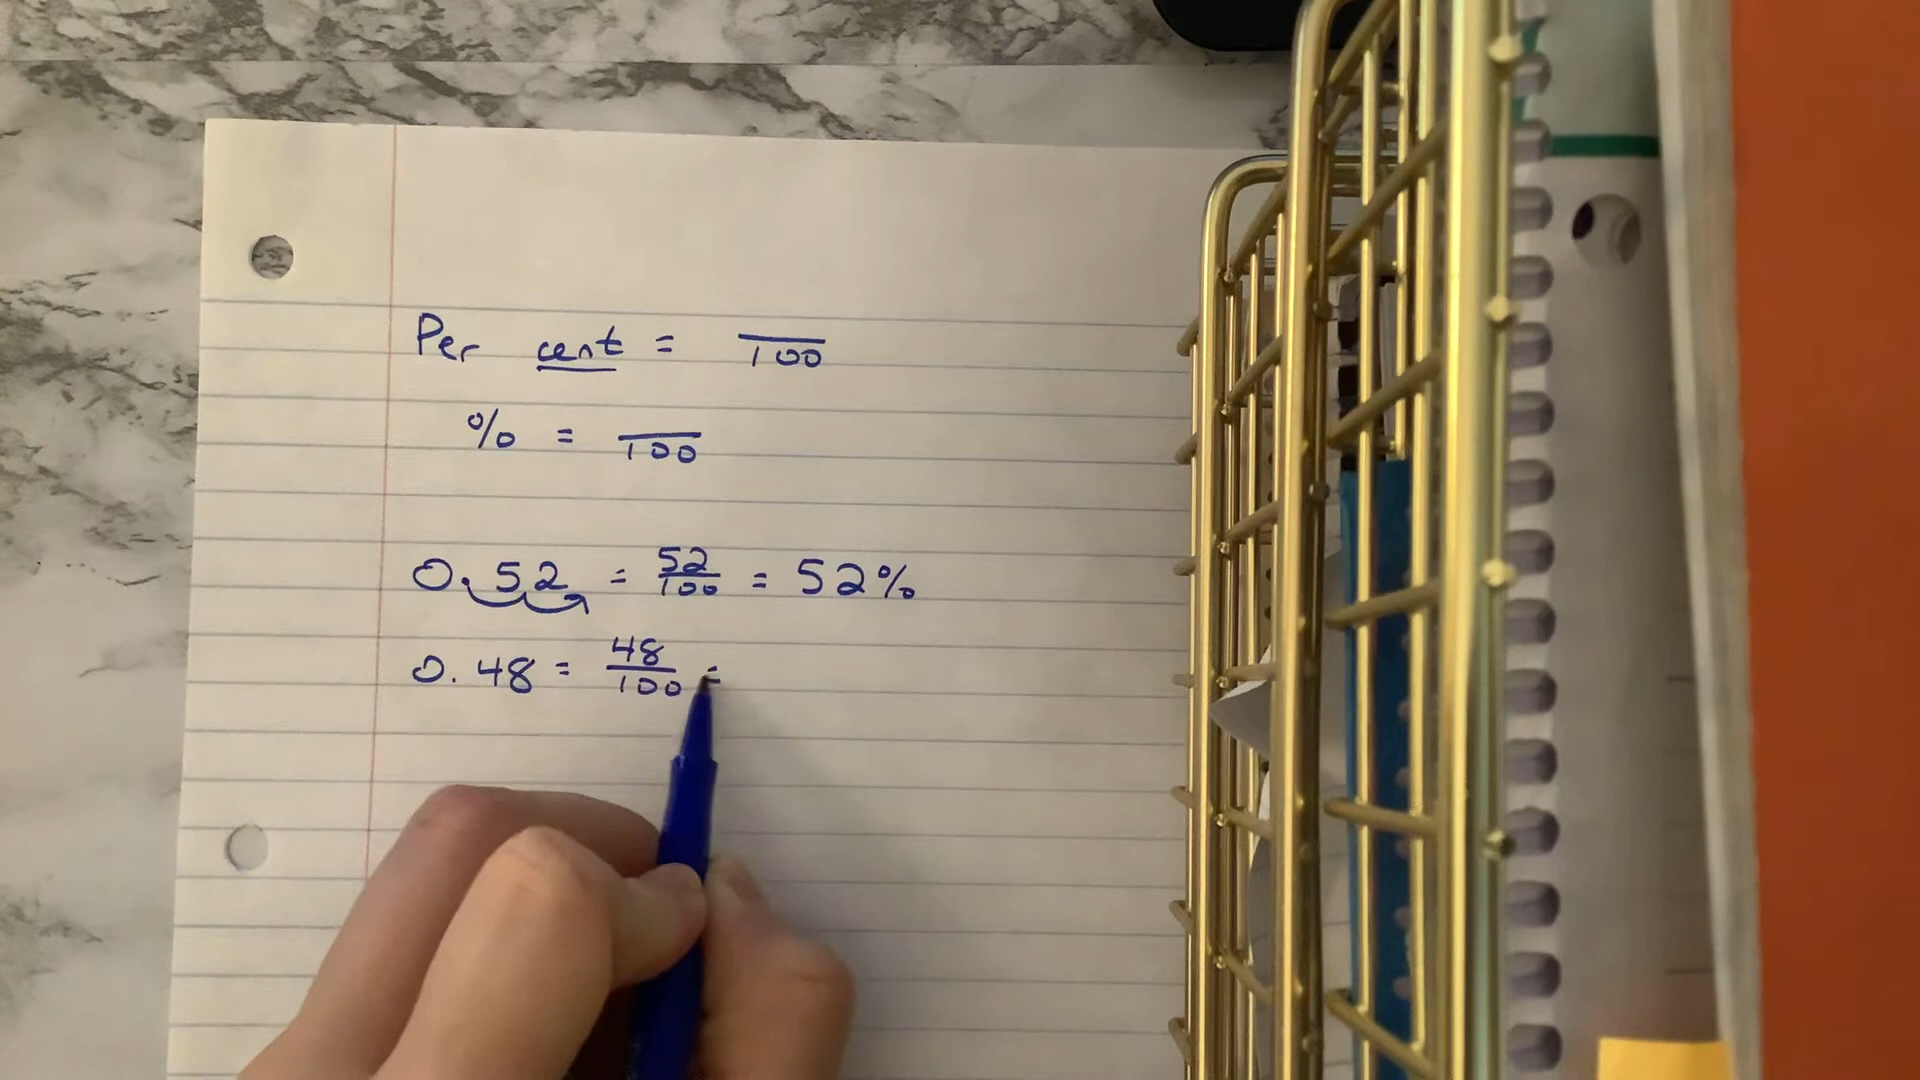 Per cent = /100
% = /100
0.52 = 52/100 = 52%
0.48 = 48/100 =